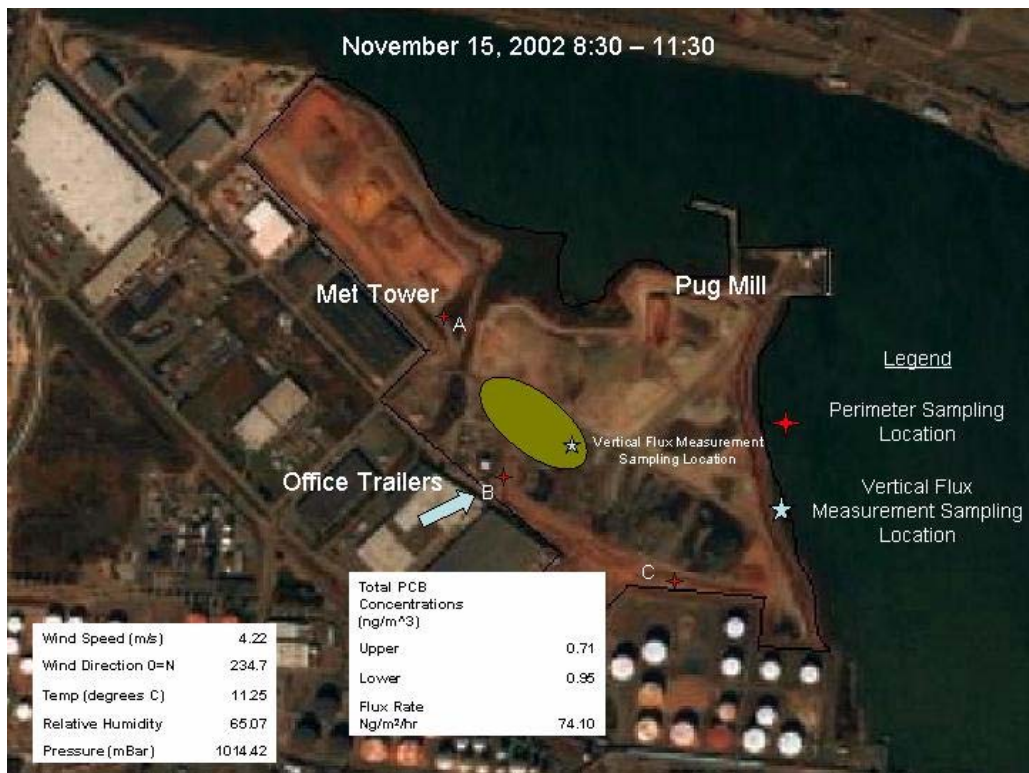 November 15, 2002 8:30 – 11:30
Met Tower
A
Pug Mill
Legend
Perimeter Sampling
Location
Vertical Flux Measurement
Sampling Location
Office Trailers
B
Vertical Flux
Measurement Sampling
Location
C
Wind Speed (m/s) 4.22
Wind Direction 0=N 234.7
Temp (degrees C) 11.25
Relative Humidity 65.07
Pressure (mBar) 1014.42
Total PCB
Concentrations
(ng/m^3)
Upper 0.71
Lower 0.95
Flux Rate
Ng/m²/hr 74.10